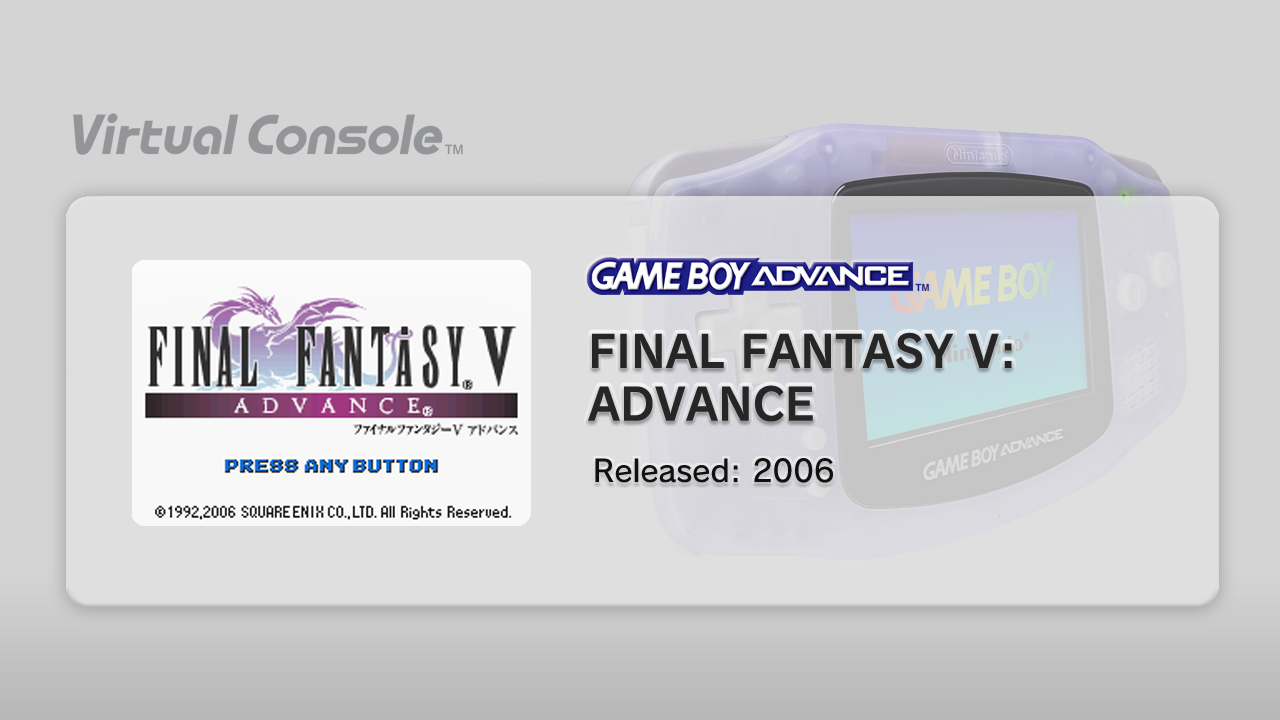 Virtual Console™
Nintendo
GAME BOY ADVANCE™
GAME BOY
Nintendo®
FINAL FANTASY® V
ADVANCE®
ファイナルファンタジーV アドバンス
PRESS ANY BUTTON
©1992,2006 SQUARE ENIX CO., LTD. All Rights Reserved.
FINAL FANTASY V:
ADVANCE
Released: 2006
GAME BOY ADVANCE